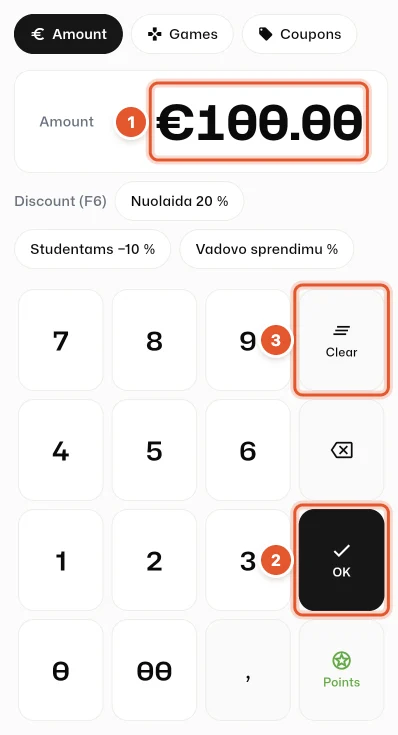 € Amount Games Coupons
Amount 1 €100.00
Discount (F6) Nuolaida 20 %
Studentams −10 % Vadovo sprendimu %
7 8 9 3 Clear
4 5 6
1 2 3 2 OK
0 00 , Points